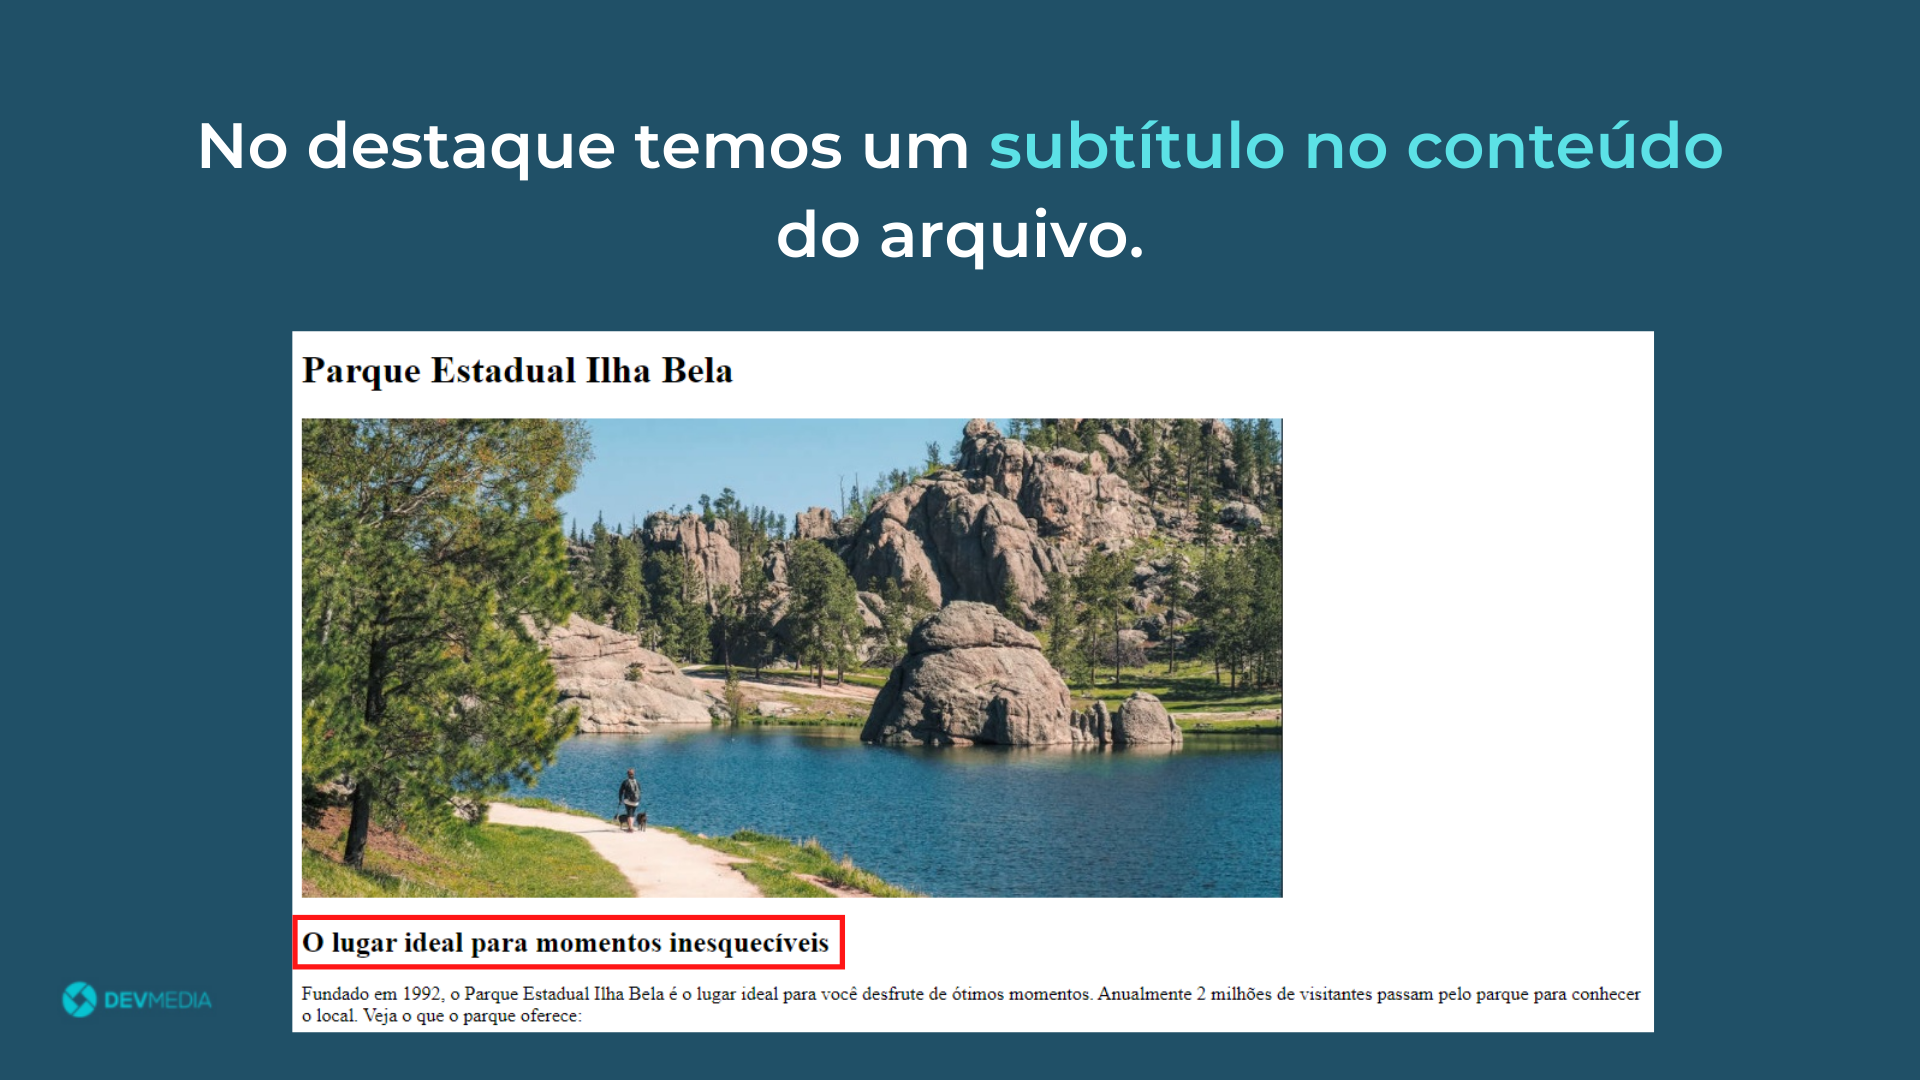 No destaque temos um subtítulo no conteúdo
do arquivo.
Parque Estadual Ilha Bela
O lugar ideal para momentos inesquecíveis
Fundado em 1992, o Parque Estadual Ilha Bela é o lugar ideal para você desfrute de ótimos momentos. Anualmente 2 milhões de visitantes passam pelo parque para conhecer
o local. Veja o que o parque oferece:
DEVMEDIA